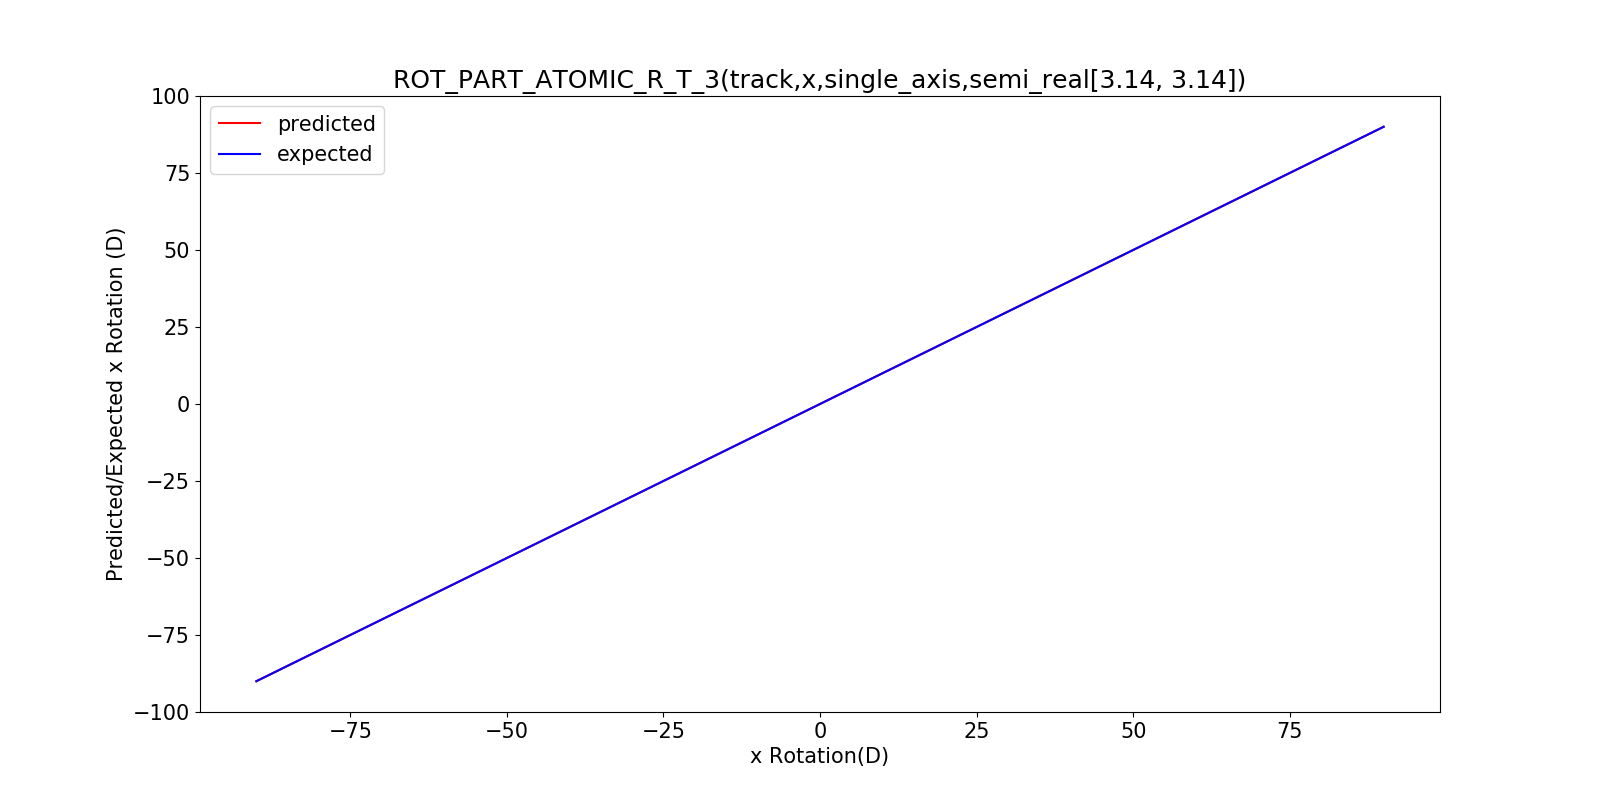 ROT_PART_ATOMIC_R_T_3(track,x,single_axis,semi_real[3.14, 3.14])
predicted
expected
Predicted/Expected x Rotation (D)
100
75
50
25
0
−25
−50
−75
−100
−75 −50 −25 0 25 50 75
x Rotation(D)